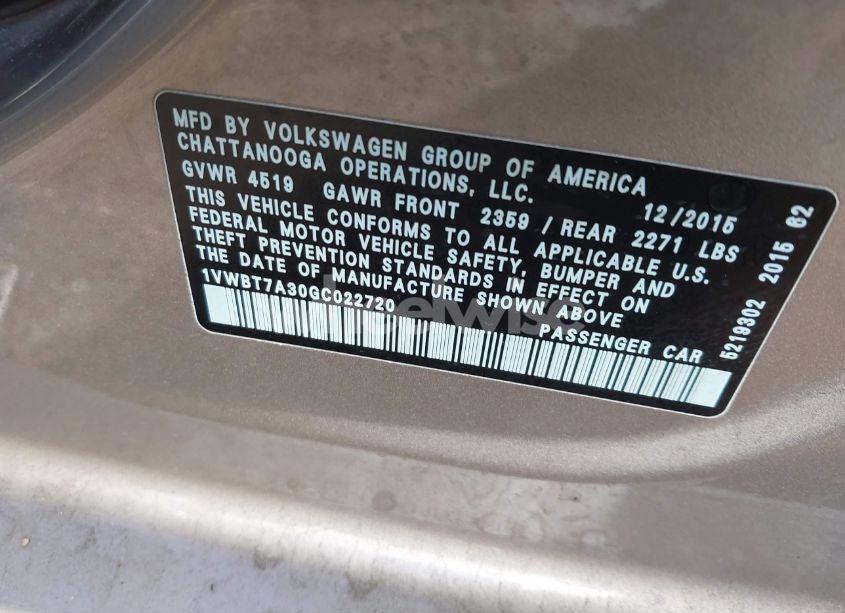 MFD BY VOLKSWAGEN GROUP OF AMERICA
CHATTANOOGA OPERATIONS, LLC.
GVWR 4519 GAWR FRONT 2359 / REAR 2271 LBS 12/2015
THIS VEHICLE CONFORMS TO ALL APPLICABLE U.S.
FEDERAL MOTOR VEHICLE SAFETY, BUMPER AND
THEFT PREVENTION STANDARDS IN EFFECT ON
THE DATE OF MANUFACTURE SHOWN ABOVE
1VWBT7A30GC022720 PASSENGER CAR
5219302 2015 62
wheelwise